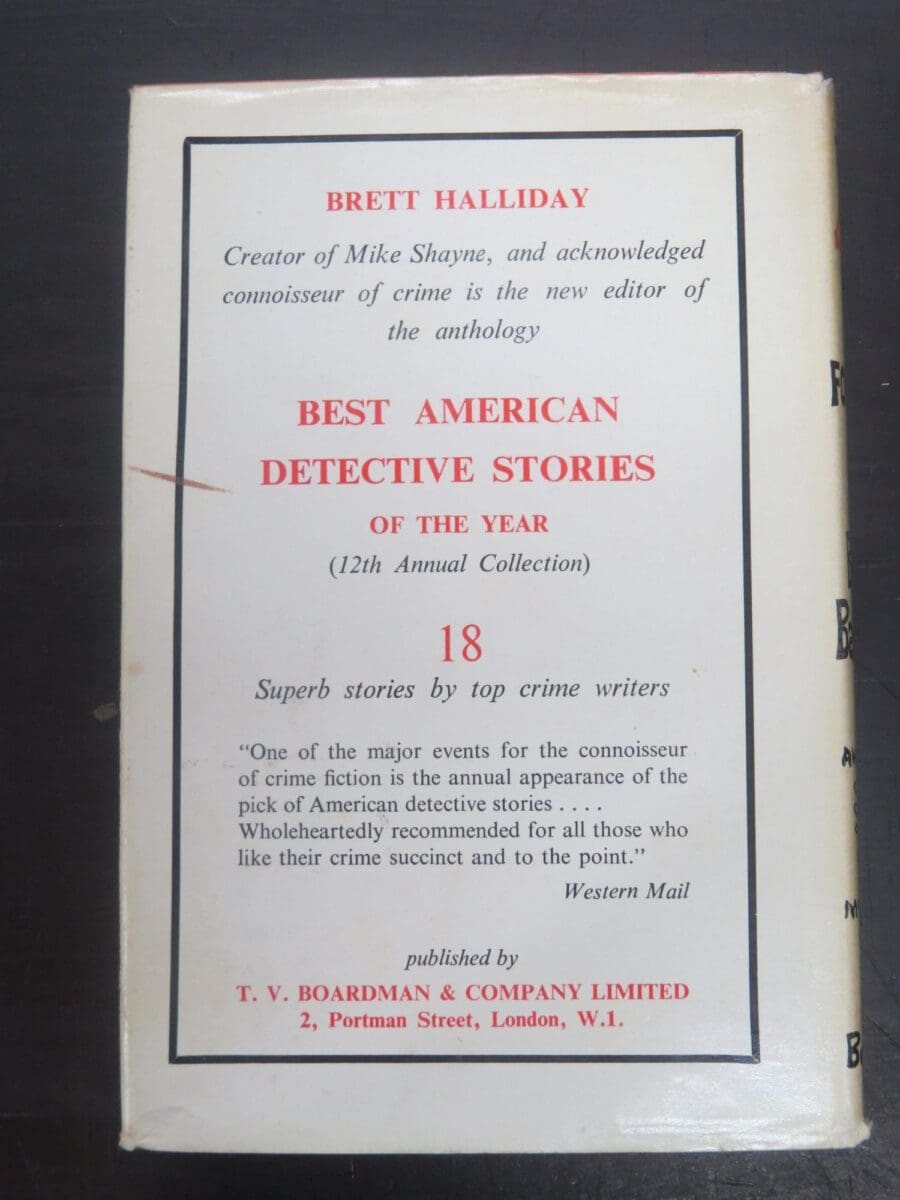 BRETT HALLIDAY
Creator of Mike Shayne, and acknowledged
connoisseur of crime is the new editor of
the anthology
BEST AMERICAN
DETECTIVE STORIES
OF THE YEAR
(12th Annual Collection)
18
Superb stories by top crime writers
“One of the major events for the connoisseur
of crime fiction is the annual appearance of the
pick of American detective stories . . . .
Wholeheartedly recommended for all those who
like their crime succinct and to the point.”
Western Mail
published by
T. V. BOARDMAN & COMPANY LIMITED
2, Portman Street, London, W.1.